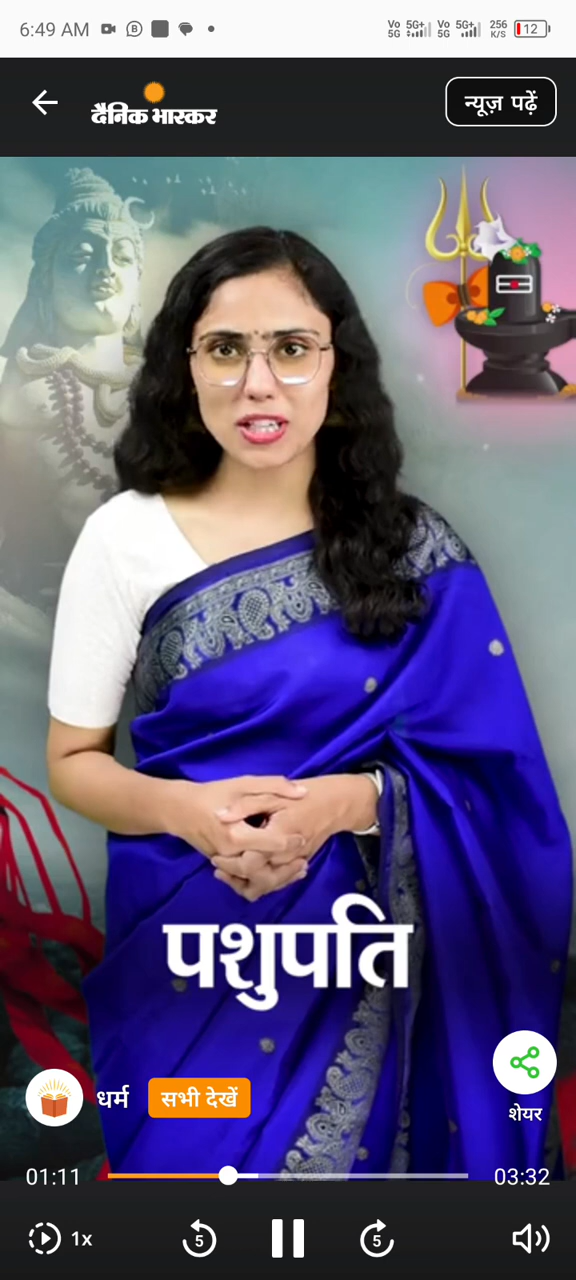 6:49 AM
Vo 5G 5G+ Vo 5G 5G+ 256 K/S 12
दैनिक भास्कर
न्यूज़ पढ़ें
पशुपति
धर्म
सभी देखें
शेयर
01:11
03:32
1x
5
5